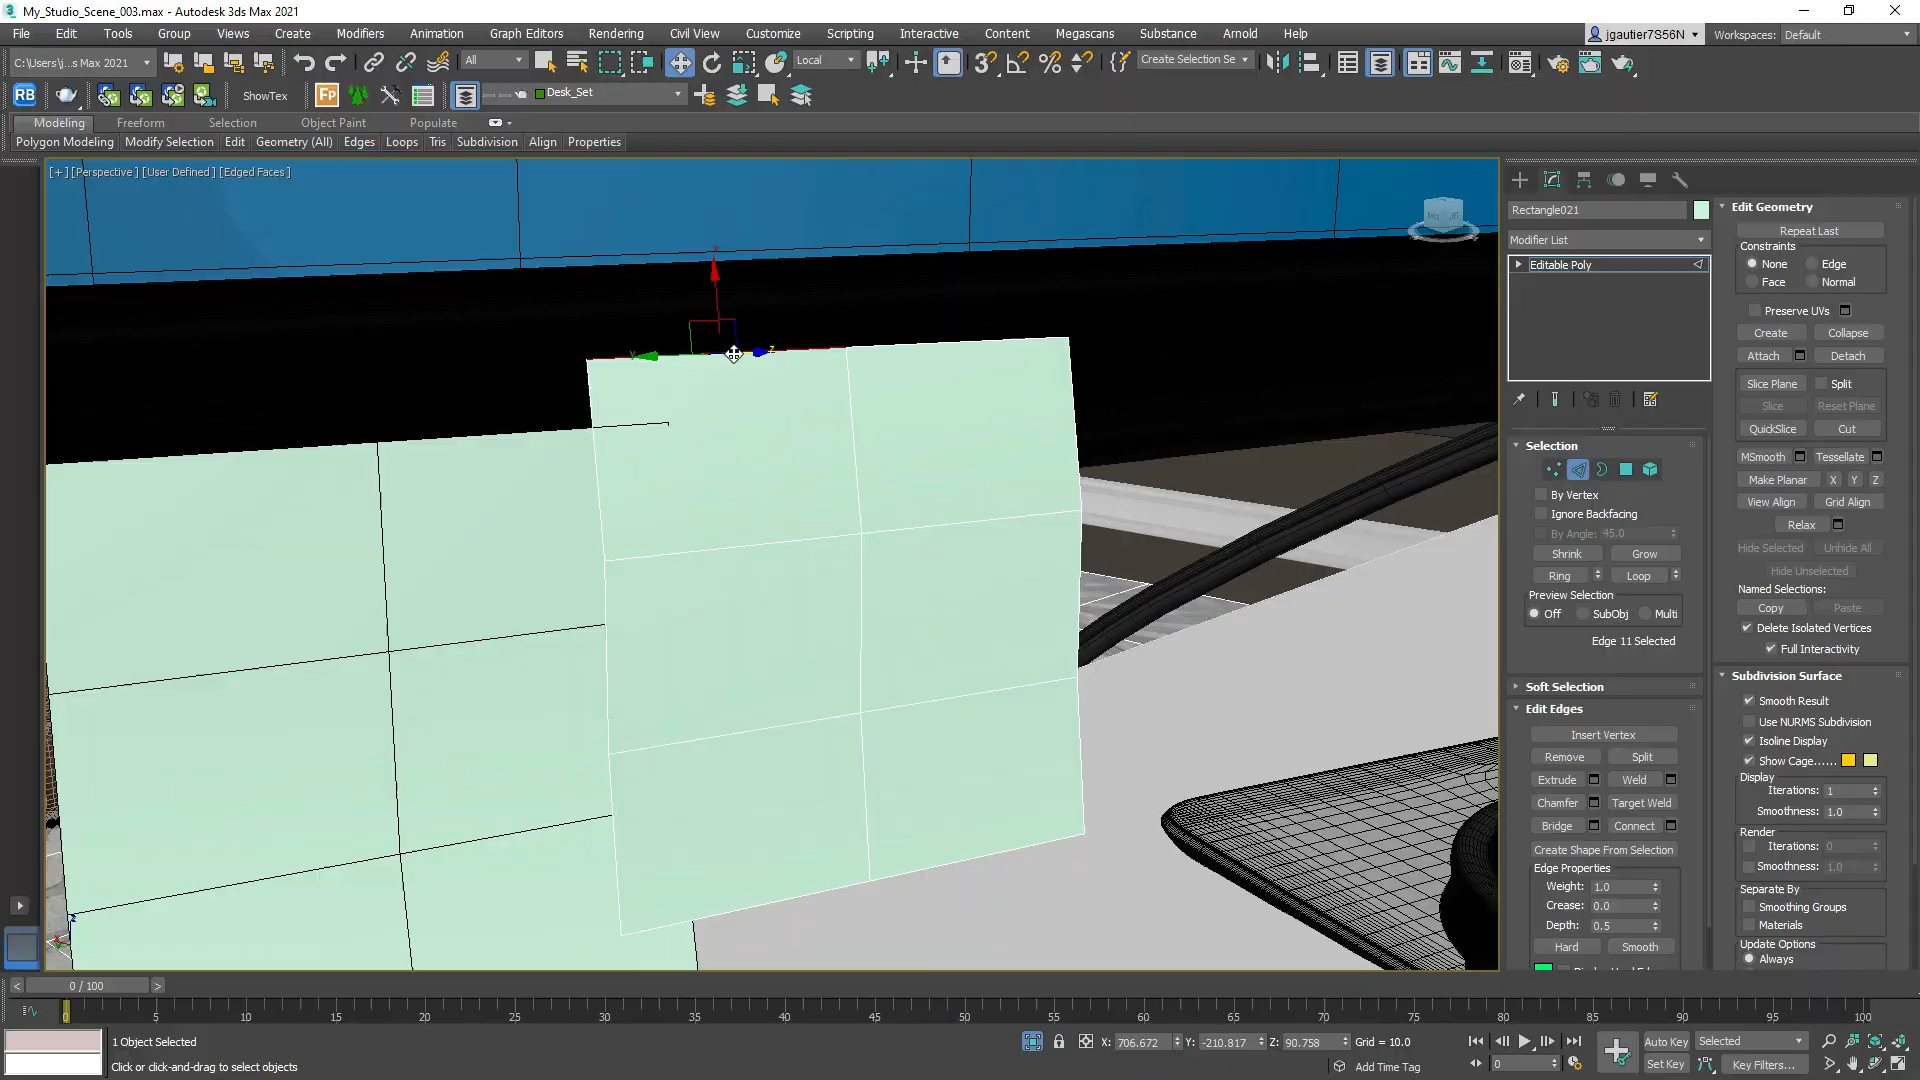 My_Studio_Scene_003.max - Autodesk 3ds Max 2021
File Edit Tools Group Views Create Modifiers Animation Graph Editors Rendering Civil View Customize Scripting Interactive Content Megascans Substance Arnold Help jgautier7S56N Workspaces: Default
C:\Users\j...s Max 2021 All Local Create Selection Se
RB ShowTex Fp Desk_Set
Modeling Freeform Selection Object Paint Populate
Polygon Modeling Modify Selection Edit Geometry (All) Edges Loops Tris Subdivision Align Properties
[+] [Perspective] [User Defined] [Edged Faces]
Rectangle021
Modifier List
Editable Poly
Selection
By Vertex
Ignore Backfacing
By Angle: 45.0
Shrink Grow
Ring Loop
Preview Selection
Off SubObj Multi
Edge 11 Selected
Soft Selection
Edit Edges
Insert Vertex
Remove Split
Extrude Weld
Chamfer Target Weld
Bridge Connect
Create Shape From Selection
Edge Properties
Weight: 1.0
Crease: 0.0
Depth: 0.5
Hard Smooth
Edit Geometry
Repeat Last
Constraints
None Edge
Face Normal
Preserve UVs
Create Collapse
Attach Detach
Slice Plane Split
Slice Reset Plane
QuickSlice Cut
MSmooth Tessellate
Make Planar X Y Z
View Align Grid Align
Relax
Hide Selected Unhide All
Hide Unselected
Named Selections:
Copy Paste
Delete Isolated Vertices
Full Interactivity
Subdivision Surface
Smooth Result
Use NURMS Subdivision
Isoline Display
Show Cage......
Display
Iterations: 1
Smoothness: 1.0
Render
Iterations: 0
Smoothness: 1.0
Separate By
Smoothing Groups
Materials
Update Options
Always
< 0 / 100 >
0 5 10 15 20 25 30 35 40 45 50 55 60 65 70 75 80 85 90 95 100
1 Object Selected
Click or click-and-drag to select objects
X: 706.672 Y: -210.817 Z: 90.758 Grid = 10.0
Add Time Tag
0
Auto Key Selected
Set Key Key Filters...